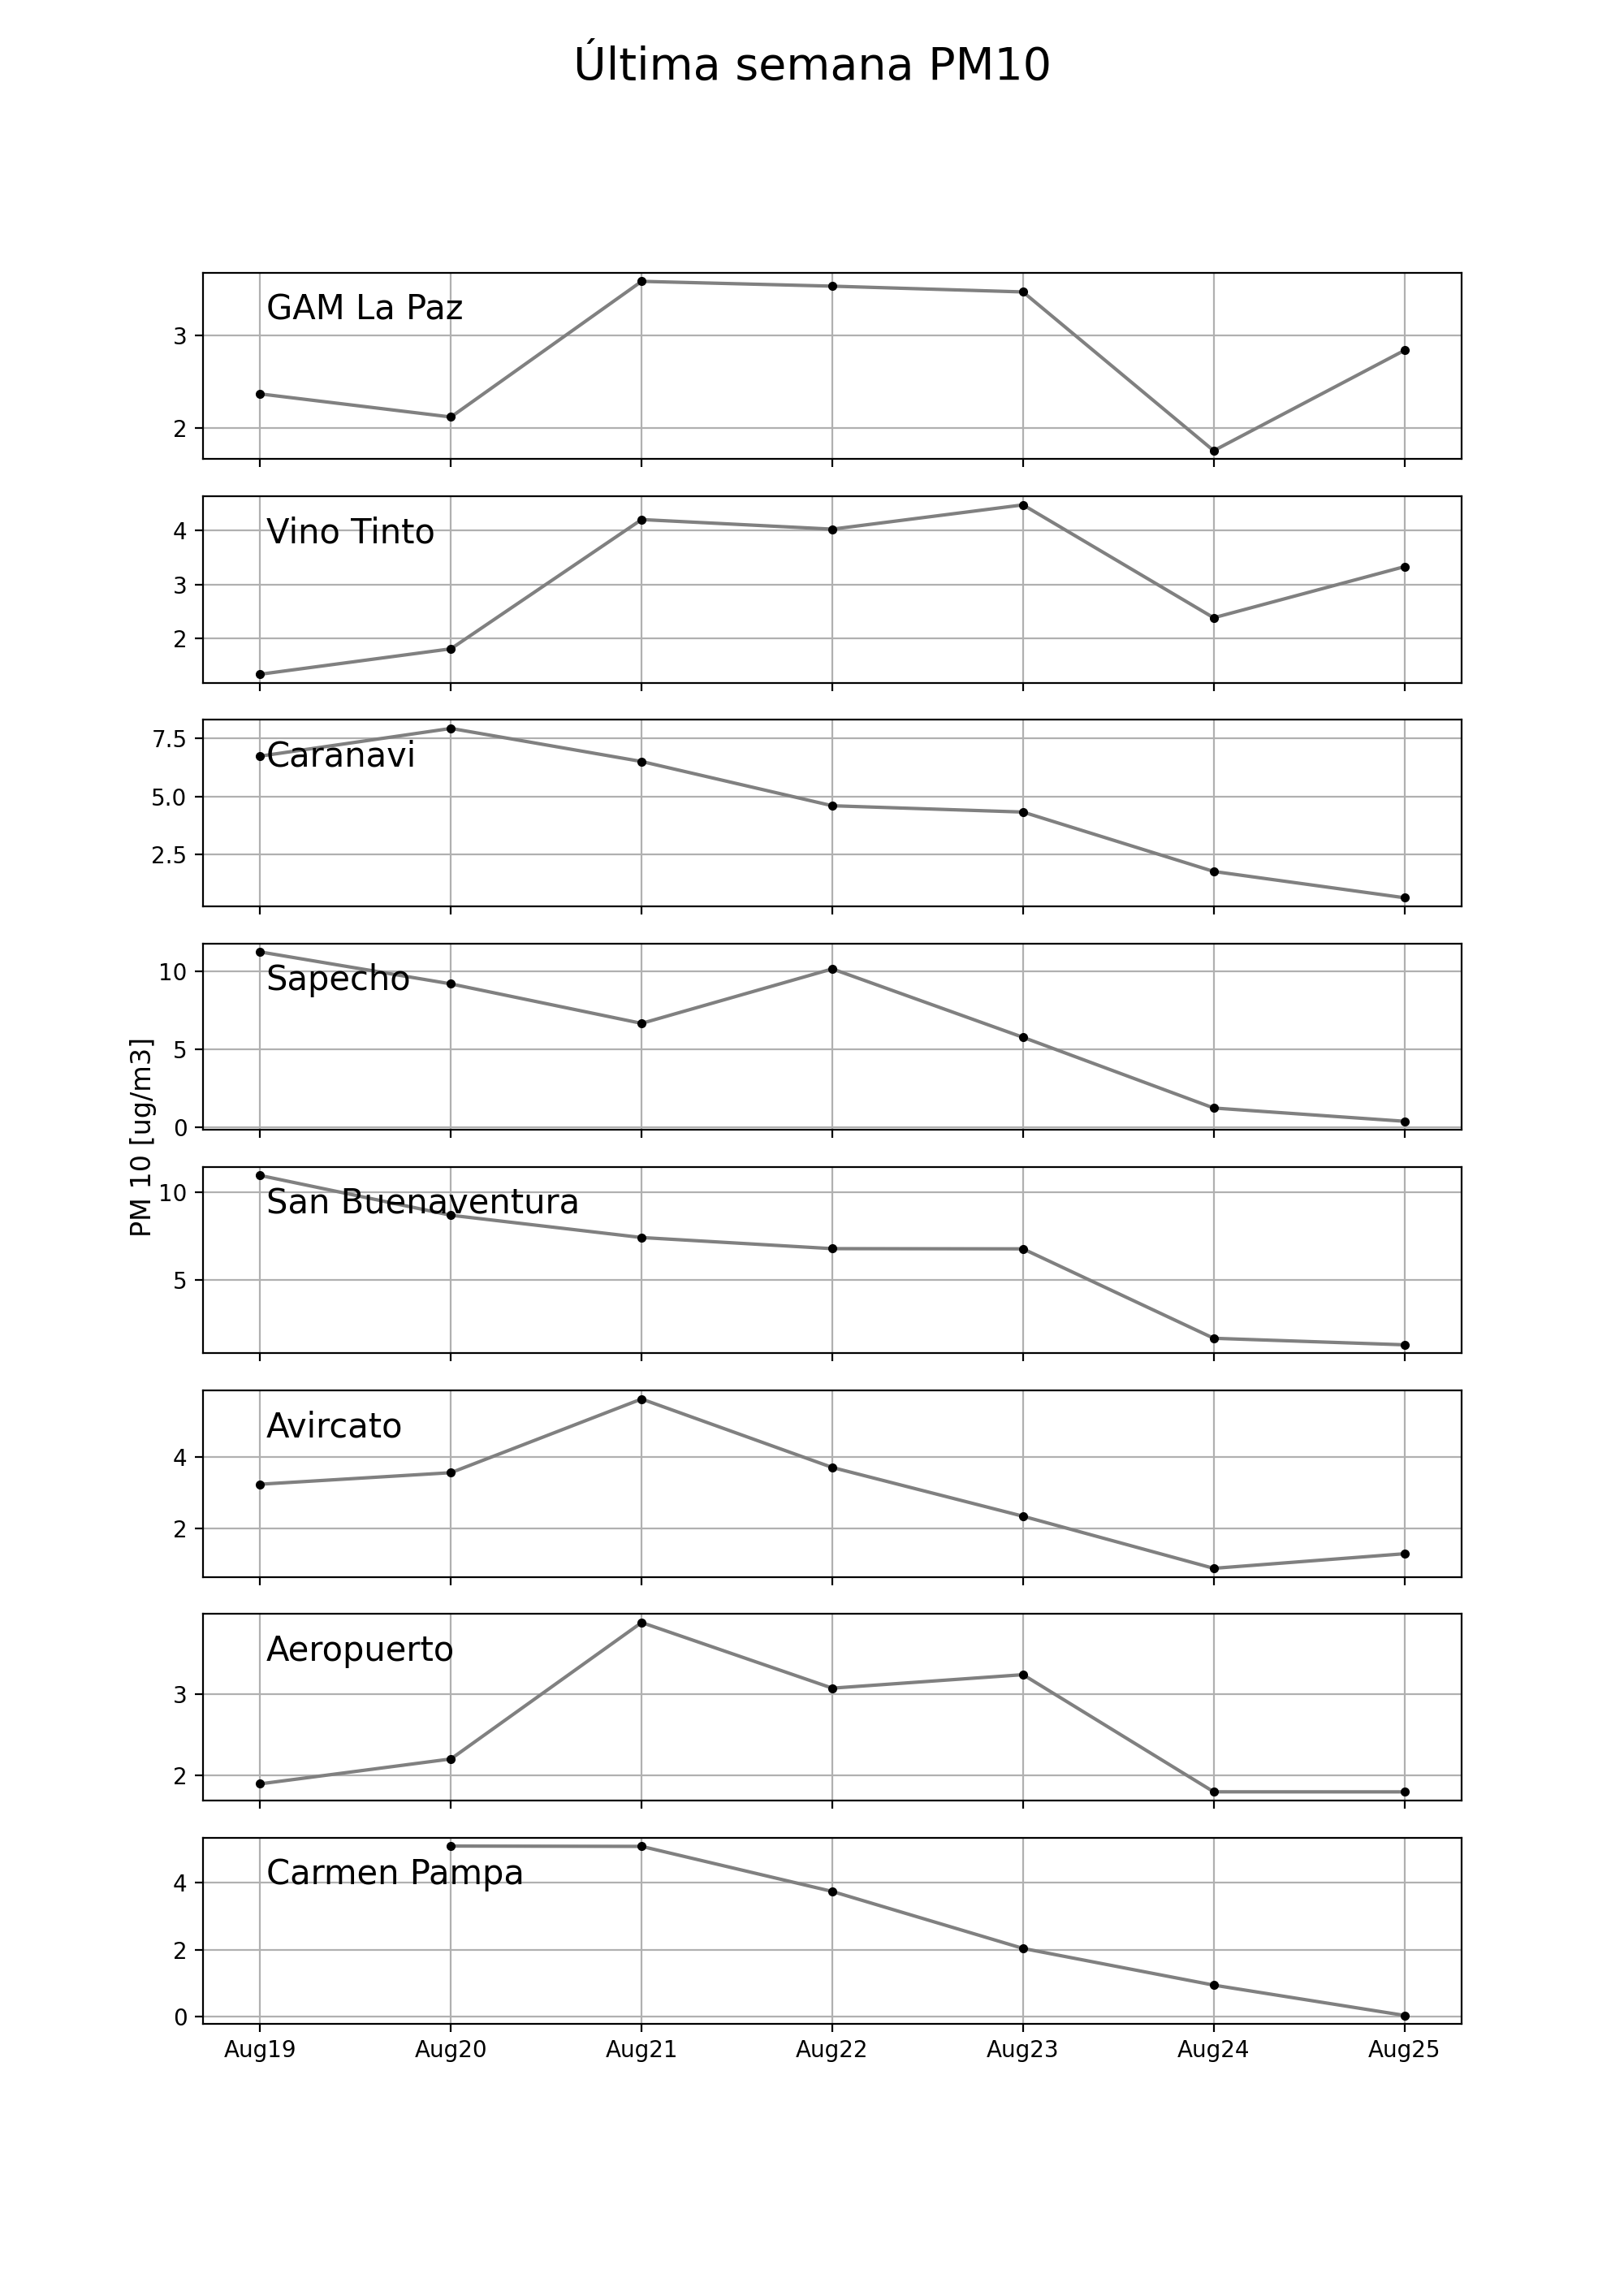 Última semana PM10
GAM La Paz
3
2
Vino Tinto
4
3
2
Caranavi
7.5
5.0
2.5
Sapecho
10
5
0
PM 10 [ug/m3]
San Buenaventura
10
5
Avircato
4
2
Aeropuerto
3
2
Carmen Pampa
4
2
0
Aug19 Aug20 Aug21 Aug22 Aug23 Aug24 Aug25